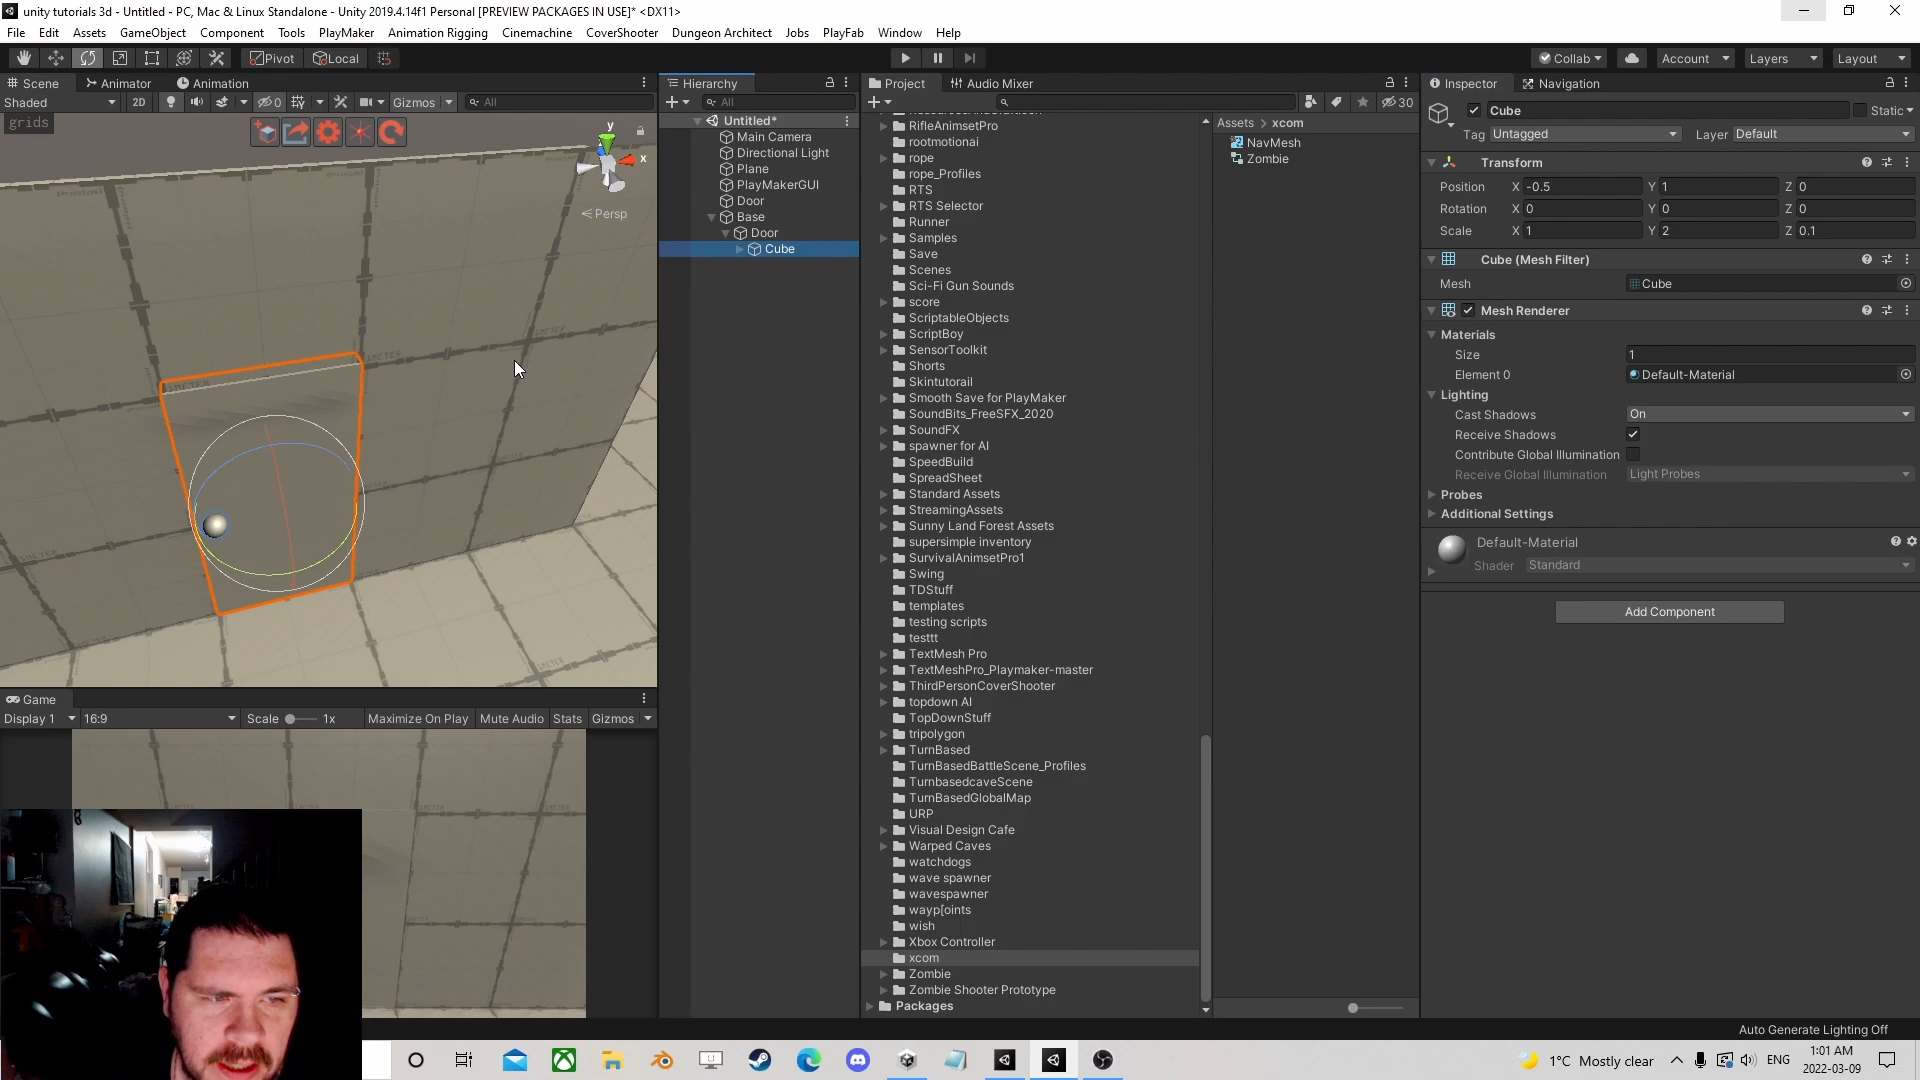 unity tutorials 3d - Untitled - PC, Mac & Linux Standalone - Unity 2019.4.14f1 Personal [PREVIEW PACKAGES IN USE]* <DX11>
File Edit Assets GameObject Component Tools PlayMaker Animation Rigging Cinemachine CoverShooter Dungeon Architect Jobs PlayFab Window Help
Pivot Local Collab Account Layers Layout
Scene Animator Animation
Shaded 2D 0 Gizmos All
grids
y
x
Persp
Hierarchy
All
Untitled*
Main Camera
Directional Light
Plane
PlayMakerGUI
Door
Base
Door
Cube
Project Audio Mixer
30
RifleAnimsetPro
rootmotionai
rope
rope_Profiles
RTS
RTS Selector
Runner
Samples
Save
Scenes
Sci-Fi Gun Sounds
score
ScriptableObjects
ScriptBoy
SensorToolkit
Shorts
Skintutorail
Smooth Save for PlayMaker
SoundBits_FreeSFX_2020
SoundFX
spawner for AI
SpeedBuild
SpreadSheet
Standard Assets
StreamingAssets
Sunny Land Forest Assets
supersimple inventory
SurvivalAnimsetPro1
Swing
TDStuff
templates
testing scripts
testtt
TextMesh Pro
TextMeshPro_Playmaker-master
ThirdPersonCoverShooter
topdown AI
TopDownStuff
tripolygon
TurnBased
TurnBasedBattleScene_Profiles
TurnbasedcaveScene
TurnBasedGlobalMap
URP
Visual Design Cafe
Warped Caves
watchdogs
wave spawner
wavespawner
wayp[oints
wish
Xbox Controller
xcom
Zombie
Zombie Shooter Prototype
Packages
Assets > xcom
NavMesh
Zombie
Inspector Navigation
Cube Static
Tag Untagged Layer Default
Transform
Position X -0.5 Y 1 Z 0
Rotation X 0 Y 0 Z 0
Scale X 1 Y 2 Z 0.1
Cube (Mesh Filter)
Mesh Cube
Mesh Renderer
Materials
Size 1
Element 0 Default-Material
Lighting
Cast Shadows On
Receive Shadows
Contribute Global Illumination
Receive Global Illumination Light Probes
Probes
Additional Settings
Default-Material
Shader Standard
Add Component
Game
Display 1 16:9 Scale 1x Maximize On Play Mute Audio Stats Gizmos
Auto Generate Lighting Off
1°C Mostly clear ENG 1:01 AM
2022-03-09